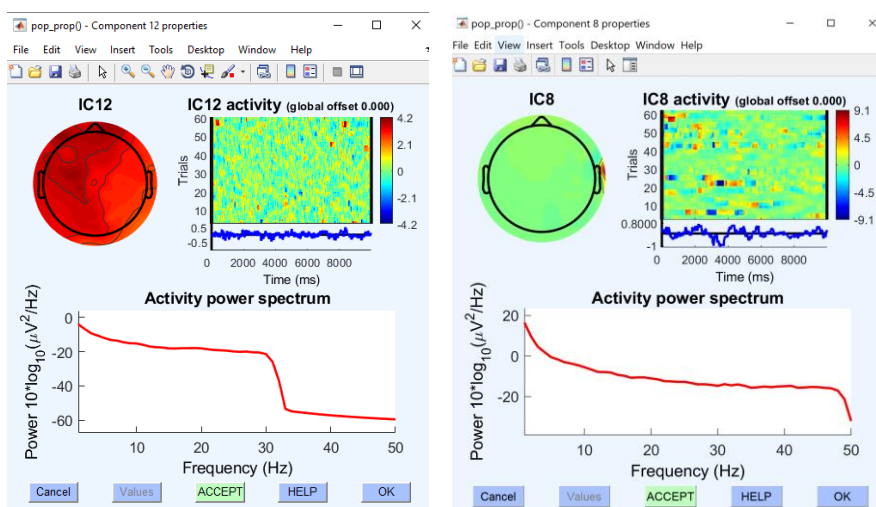 pop_prop() - Component 12 properties
File Edit View Insert Tools Desktop Window Help
IC12
IC12 activity (global offset 0.000)
60
50
40
30
20
10
Trials
4.2
2.1
0
-2.1
-4.2
0.5
-0.5
0 2000 4000 6000 8000
Time (ms)
Activity power spectrum
Power 10*log10(μV2/Hz)
0
-20
-40
-60
10 20 30 40 50
Frequency (Hz)
Cancel Values ACCEPT HELP OK
pop_prop() - Component 8 properties
File Edit View Insert Tools Desktop Window Help
IC8
IC8 activity (global offset 0.000)
60
50
40
30
20
10
Trials
9.1
4.5
0
-4.5
-9.1
0.8000
-1
0 2000 4000 6000 8000
Time (ms)
Activity power spectrum
Power 10*log10(μV2/Hz)
20
0
-20
10 20 30 40 50
Frequency (Hz)
Cancel Values ACCEPT HELP OK